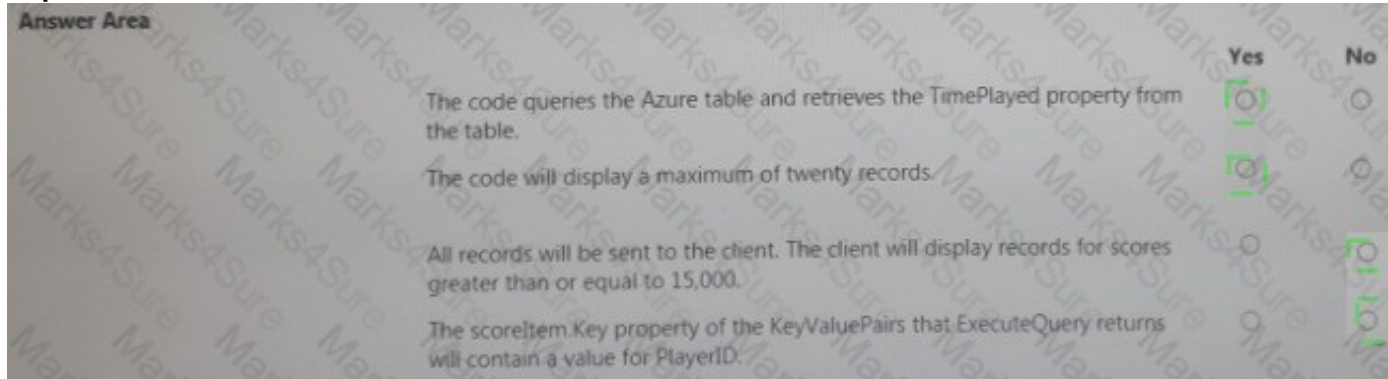 Answer Area
Yes No
The code queries the Azure table and retrieves the TimePlayed property from
the table.
The code will display a maximum of twenty records.
All records will be sent to the client. The client will display records for scores
greater than or equal to 15,000.
The scoreItem.Key property of the KeyValuePairs that ExecuteQuery returns
will contain a value for PlayerID.
Marks4Sure